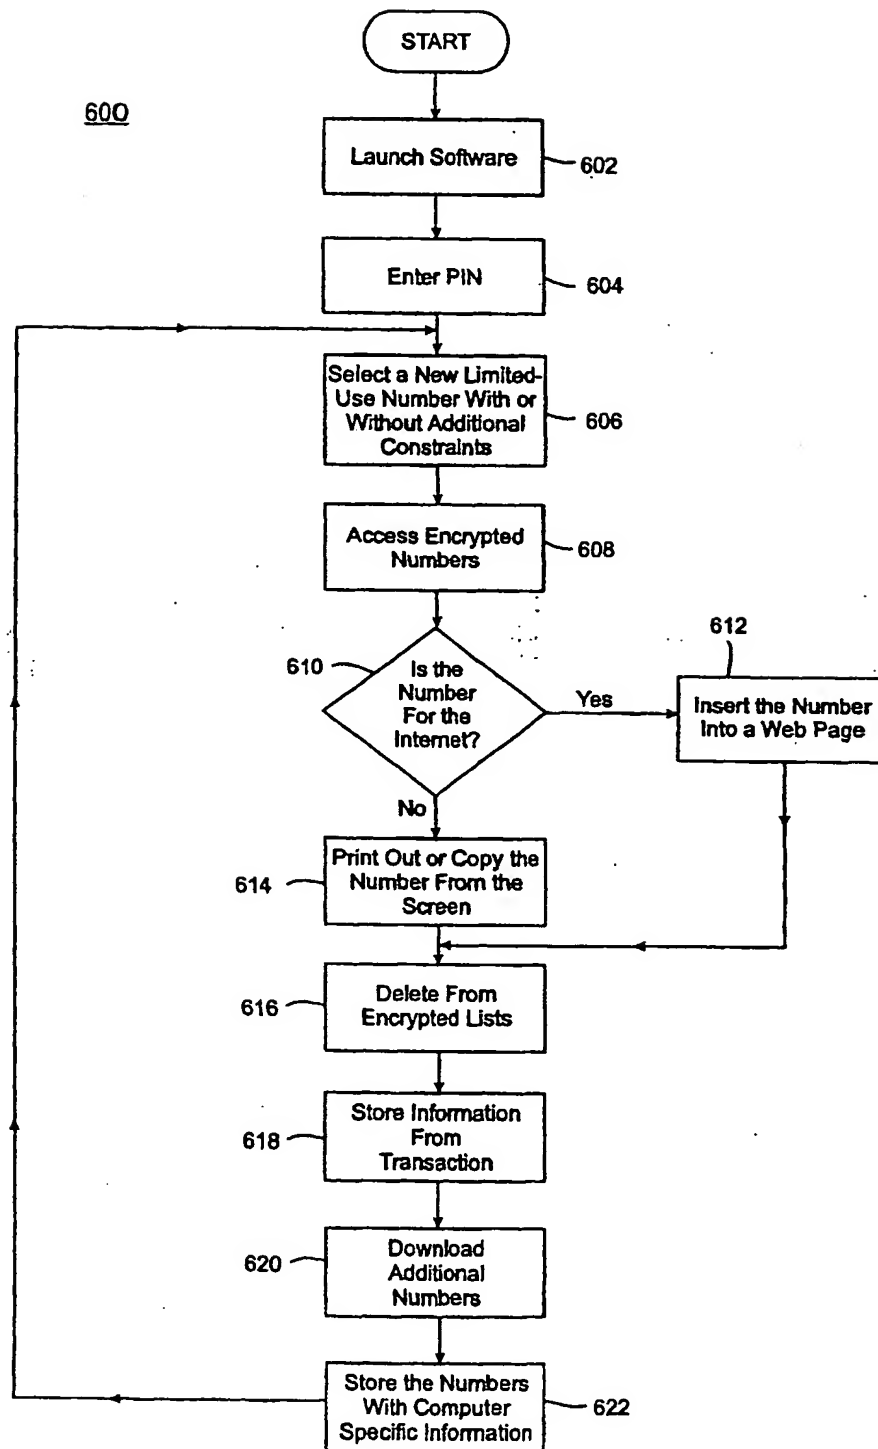 START
600
Launch Software
602
Enter PIN
604
Select a New Limited-
Use Number With or
Without Additional
Constraints
606
Access Encrypted
Numbers
608
610
Is the
Number
For the
Internet?
Yes
612
Insert the Number
Into a Web Page
No
614
Print Out or Copy the
Number From the
Screen
616
Delete From
Encrypted Lists
618
Store Information
From
Transaction
620
Download
Additional
Numbers
Store the Numbers
With Computer
Specific Information
622